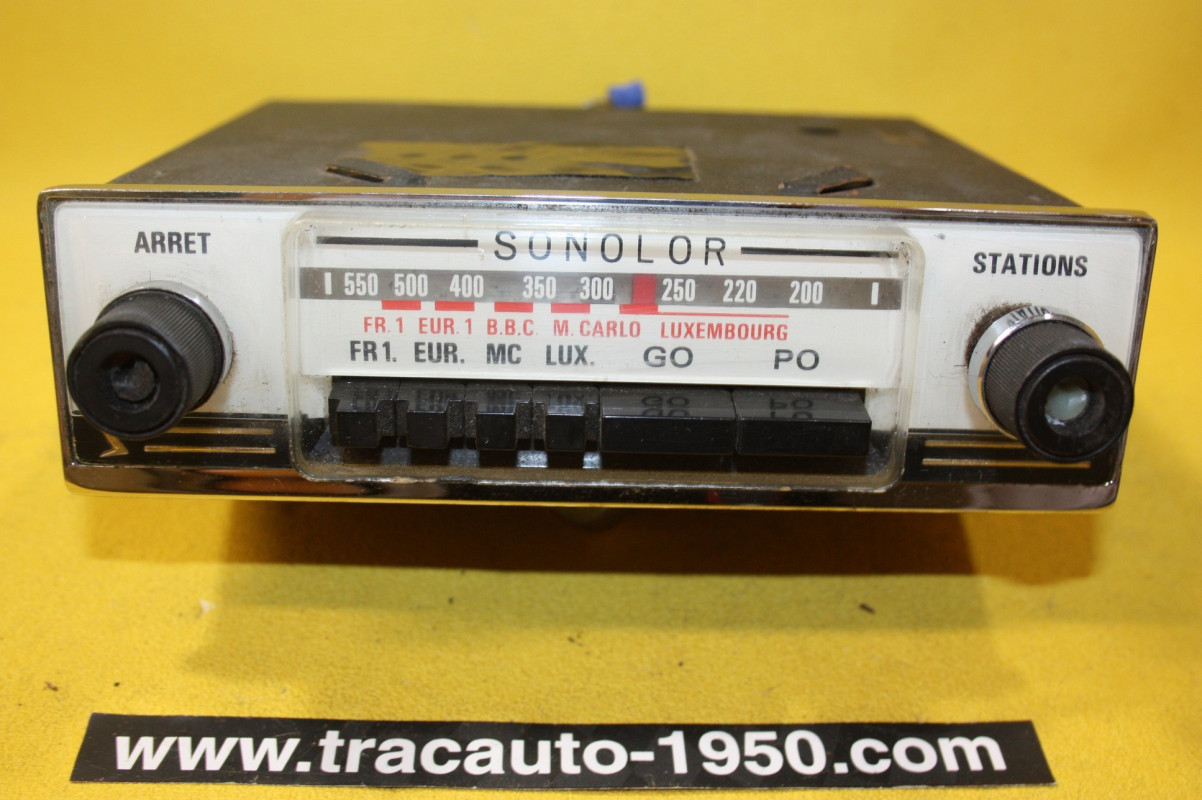 ARRET
SONOLOR
STATIONS
550 500 400 350 300 250 220 200
FR.1 EUR.1 B.B.C. M.CARLO LUXEMBOURG
FR1. EUR. MC LUX. GO PO
www.tracauto-1950.com